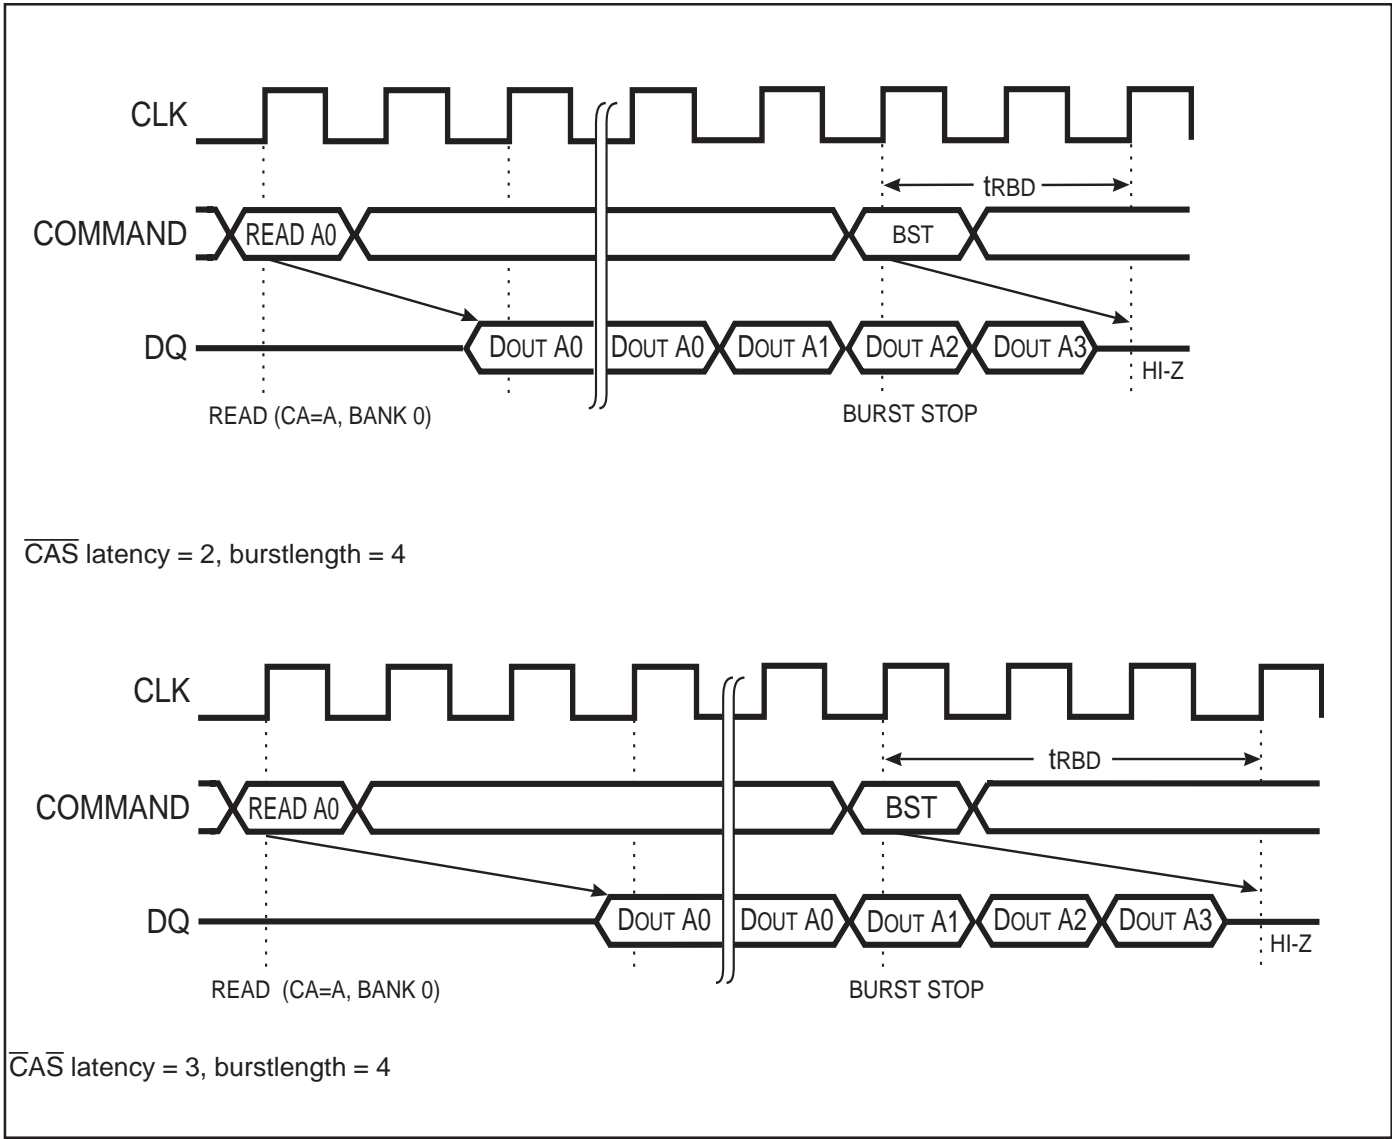 CLK
tRBD
COMMAND READ A0 BST
DQ DOUT A0 DOUT A0 DOUT A1 DOUT A2 DOUT A3 HI-Z
READ (CA=A, BANK 0) BURST STOP
CAS latency = 2, burstlength = 4
CLK
tRBD
COMMAND READ A0 BST
DQ DOUT A0 DOUT A0 DOUT A1 DOUT A2 DOUT A3 HI-Z
READ (CA=A, BANK 0) BURST STOP
CAS latency = 3, burstlength = 4